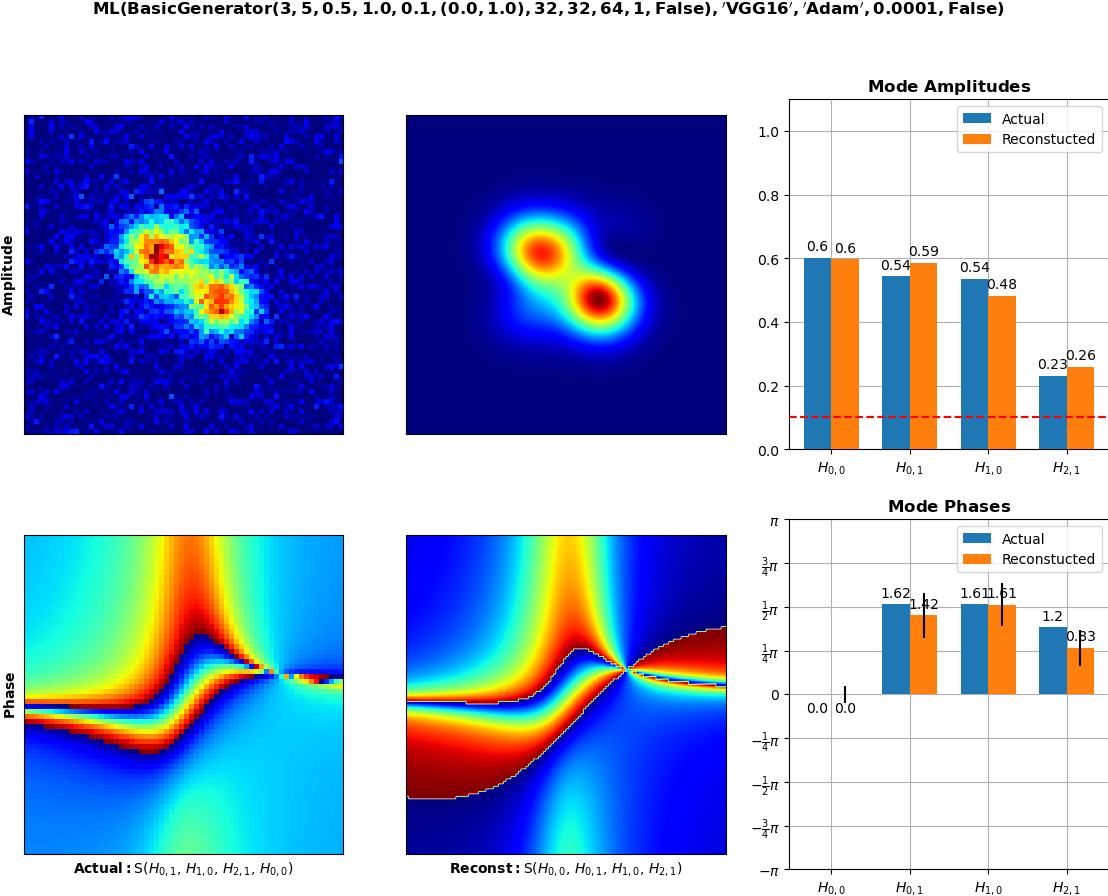 ML(BasicGenerator(3, 5, 0.5, 1.0, 0.1, (0.0, 1.0), 32, 32, 64, 1, False), ′VGG16′, ′Adam′, 0.0001, False)
Amplitude
Mode Amplitudes
Actual
Reconstucted
1.0
0.8
0.6
0.4
0.2
0.0
0.6
0.6
0.54
0.59
0.54
0.48
0.23
0.26
H0,0
H0,1
H1,0
H2,1
Phase
Actual: S(H0,1, H1,0, H2,1, H0,0)
Reconst: S(H0,0, H0,1, H1,0, H2,1)
Mode Phases
Actual
Reconstucted
π
3/4π
1/2π
1/4π
0
−1/4π
−1/2π
−3/4π
−π
0.0
0.0
1.62
1.42
1.61
1.61
1.2
0.83
H0,0
H0,1
H1,0
H2,1